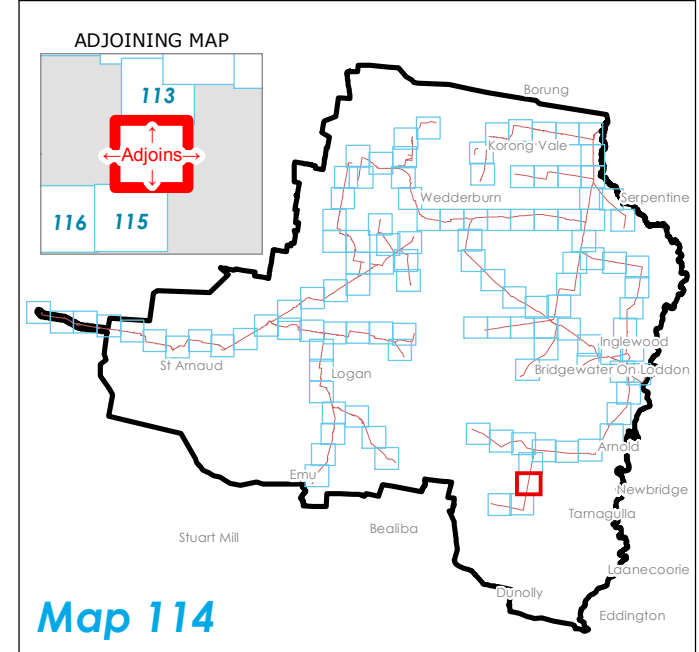 ADJOINING MAP
113
←Adjoins→
116
115
Borung
Korong Vale
Wedderburn
Serpentine
Inglewood
St Arnaud
Logan
Bridgewater On Loddon
Arnold
Emu
Newbridge
Tarnagulla
Bealiba
Stuart Mill
Laanecoorie
Dunolly
Eddington
Map 114